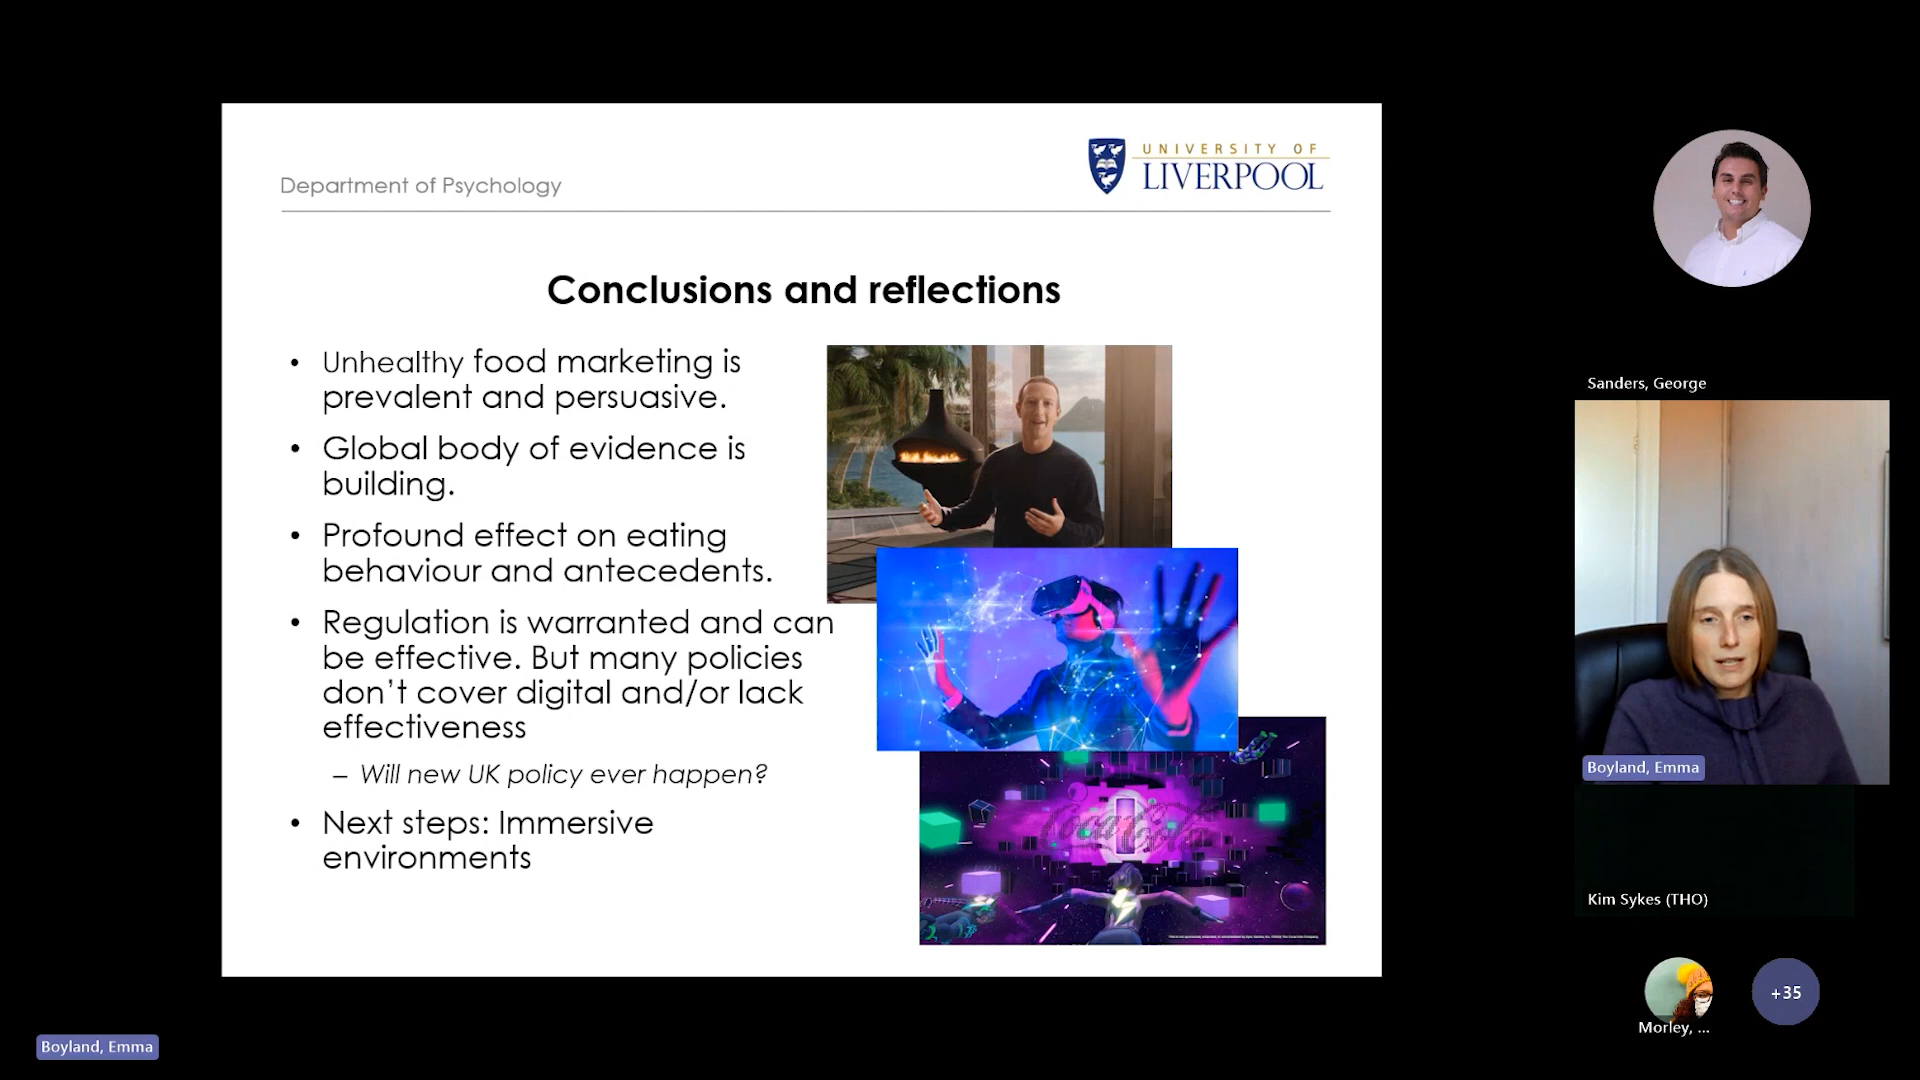 Department of Psychology
UNIVERSITY OF
LIVERPOOL
Conclusions and reflections
• Unhealthy food marketing is
prevalent and persuasive.
• Global body of evidence is
building.
• Profound effect on eating
behaviour and antecedents.
• Regulation is warranted and can
be effective. But many policies
don't cover digital and/or lack
effectiveness
– Will new UK policy ever happen?
• Next steps: Immersive
environments
Coca-Cola
Sanders, George
Boyland, Emma
Kim Sykes (THO)
Morley, ...
+35
Boyland, Emma